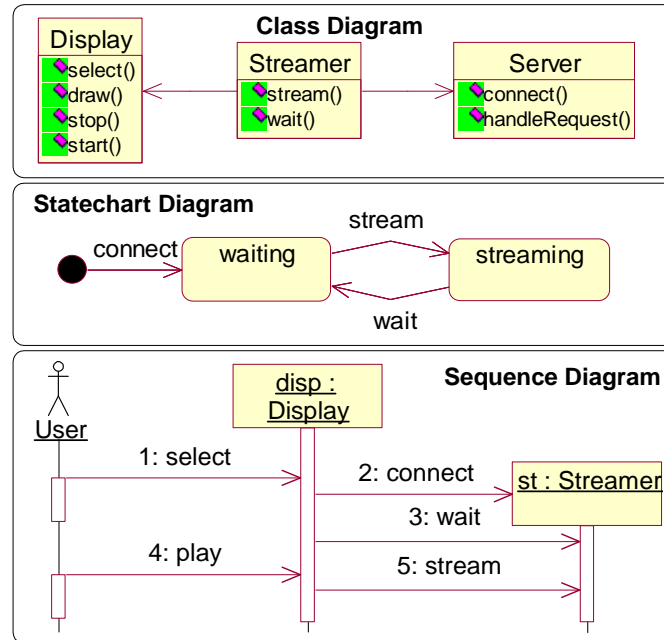 Class Diagram
Display
select()
draw()
stop()
start()
Streamer
stream()
wait()
Server
connect()
handleRequest()
Statechart Diagram
connect
waiting
stream
streaming
wait
Sequence Diagram
User
disp :
Display
1: select
2: connect
st : Streamer
3: wait
4: play
5: stream